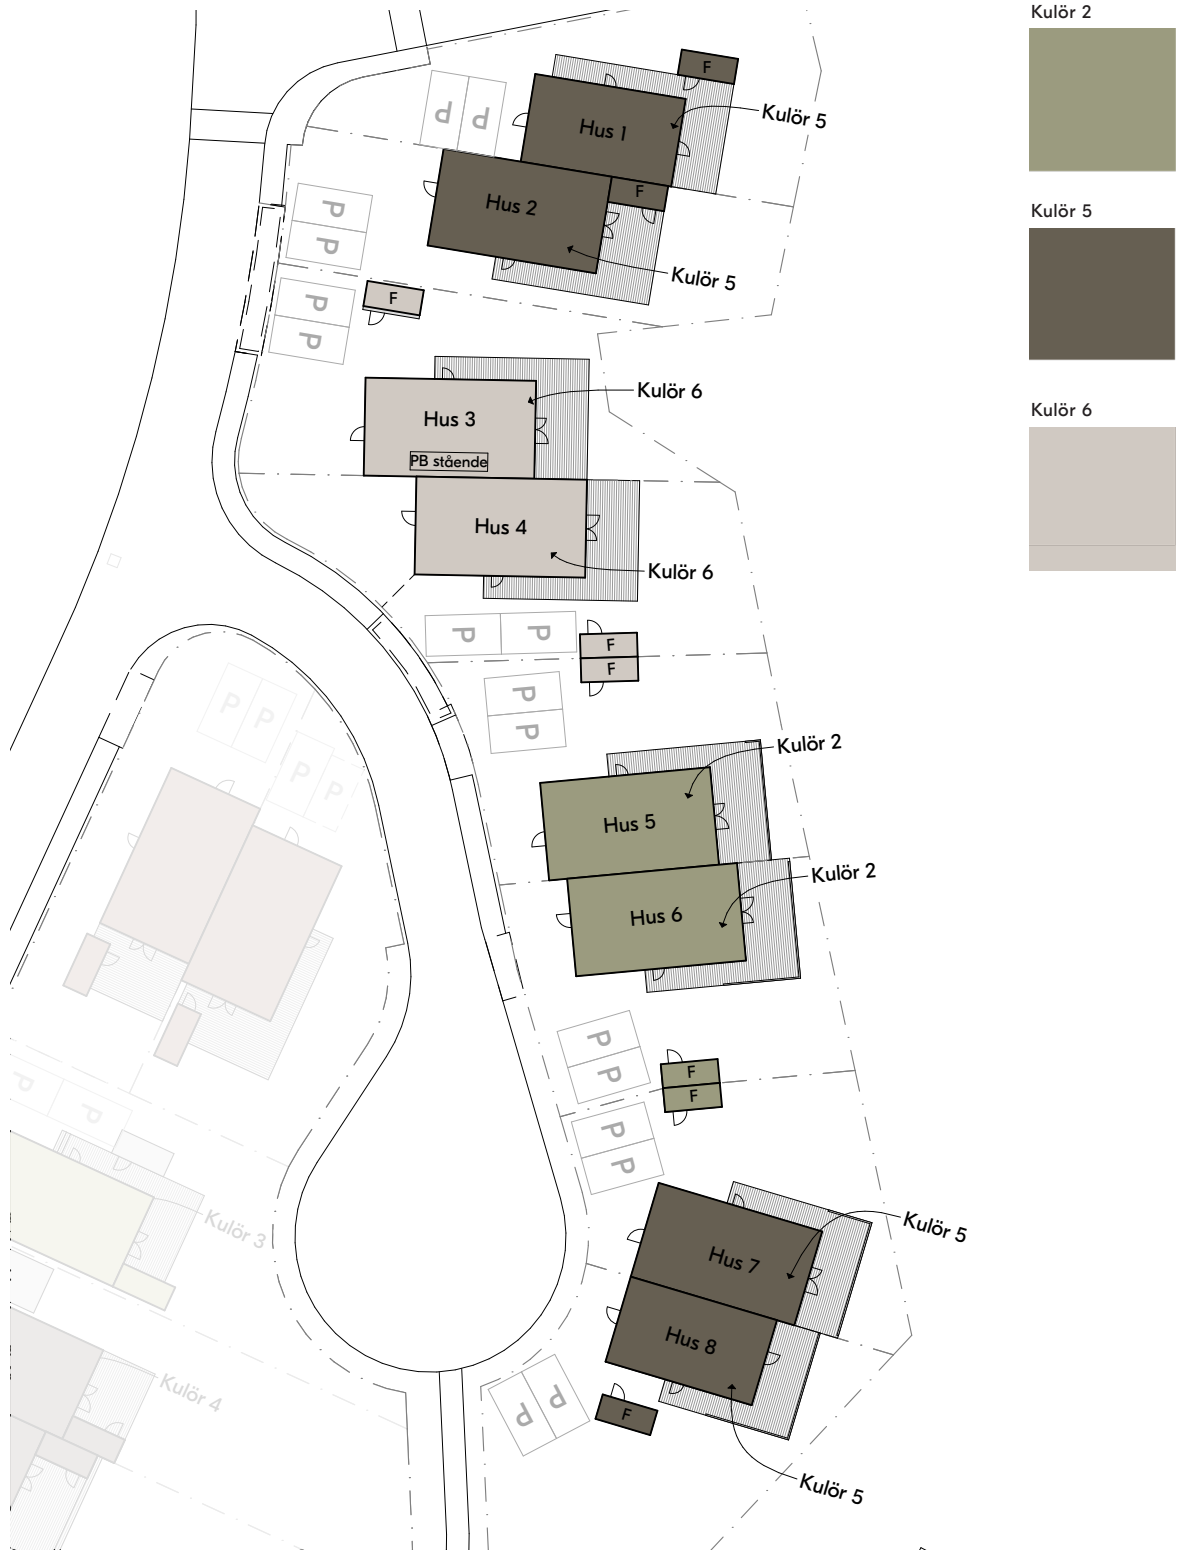 Kulör 2
F
Kulör 5
P P
Hus 1
F
P
Hus 2
Kulör 5
Kulör 5
P
P
F
P
Kulör 6
Hus 3
Kulör 6
PB stående
Hus 4
Kulör 6
P P
F
F
P
P
P P
P
P
Kulör 2
Hus 5
Kulör 2
Hus 6
P
P
F
F
P P
P
P
Kulör 3
Kulör 5
Hus 7
Hus 8
Kulör 4
P P
F
Kulör 5